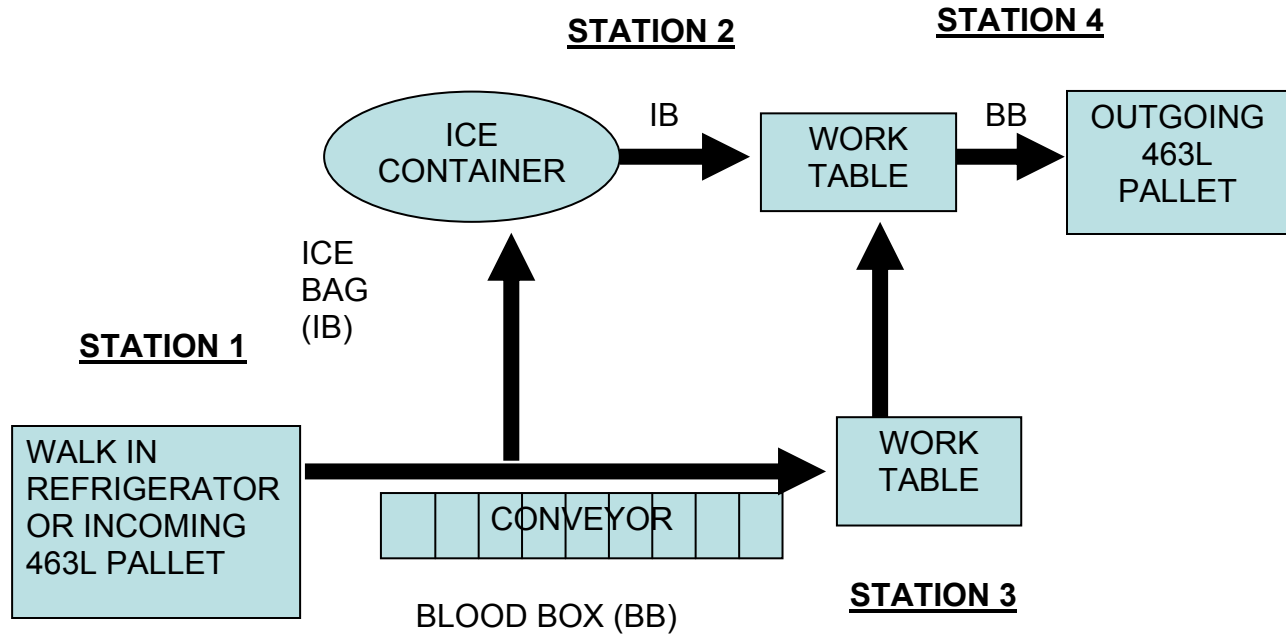 STATION 2
STATION 4
ICE
CONTAINER
IB
WORK
TABLE
BB
OUTGOING
463L
PALLET
ICE
BAG
(IB)
STATION 1
WALK IN
REFRIGERATOR
OR INCOMING
463L PALLET
CONVEYOR
WORK
TABLE
BLOOD BOX (BB)
STATION 3